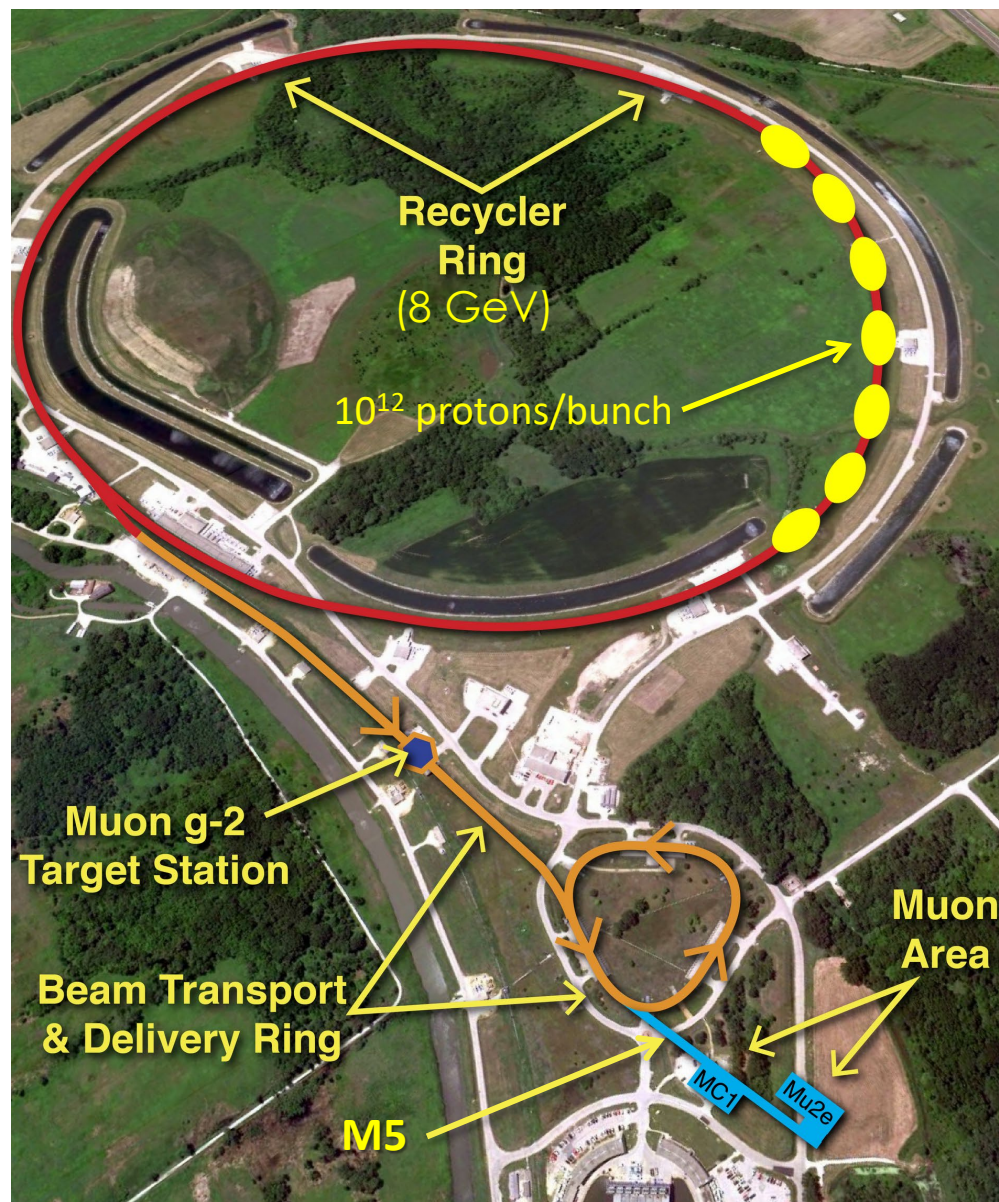 Recycler
Ring
(8 GeV)
10¹² protons/bunch
Muon g-2
Target Station
Muon
Area
Beam Transport
& Delivery Ring
MC1
Mu2e
M5